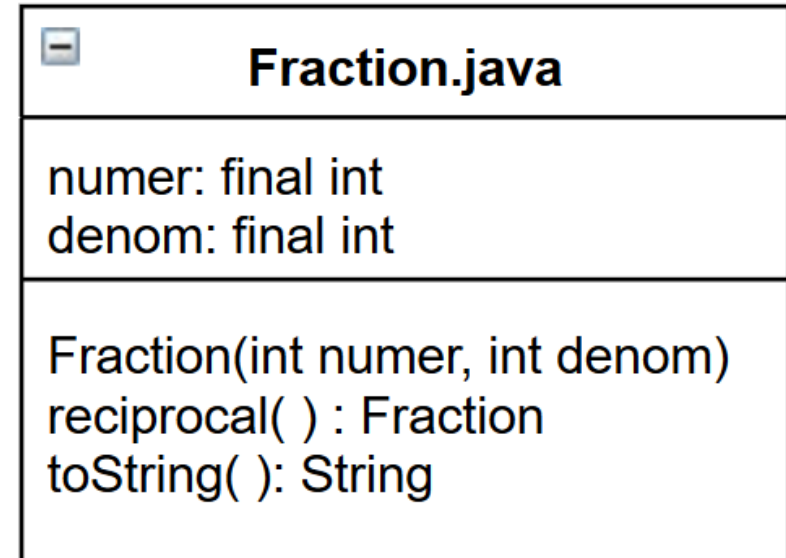 Fraction.java
numer: final int
denom: final int
Fraction(int numer, int denom)
reciprocal( ) : Fraction
toString( ): String